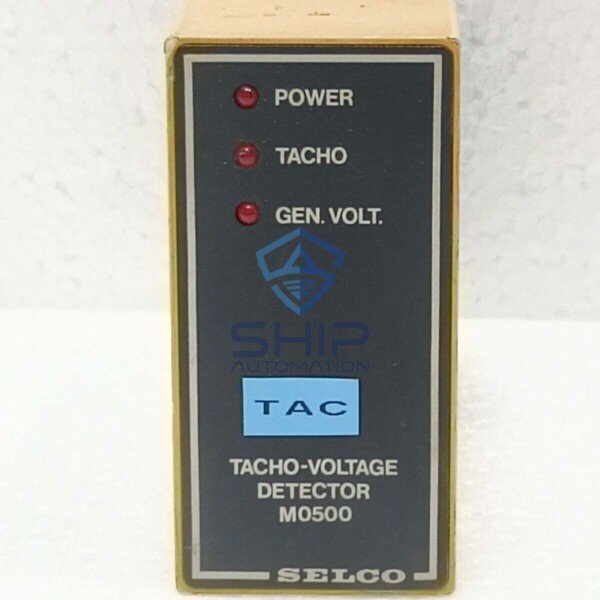 POWER
TACHO
GEN. VOLT.
SHIP
AUTOMATION
TAC
TACHO-VOLTAGE
DETECTOR
M0500
SELCO